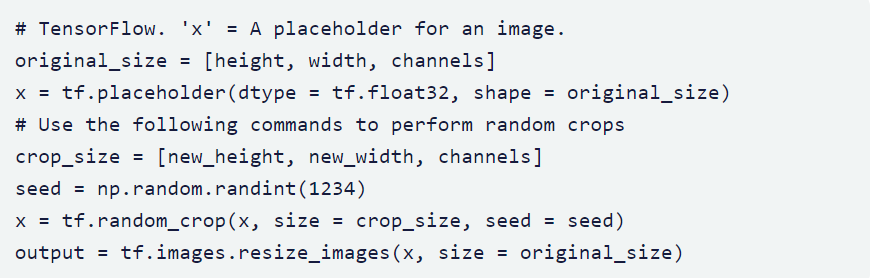 # TensorFlow. 'x' = A placeholder for an image.
original_size = [height, width, channels]
x = tf.placeholder(dtype = tf.float32, shape = original_size)
# Use the following commands to perform random crops
crop_size = [new_height, new_width, channels]
seed = np.random.randint(1234)
x = tf.random_crop(x, size = crop_size, seed = seed)
output = tf.images.resize_images(x, size = original_size)